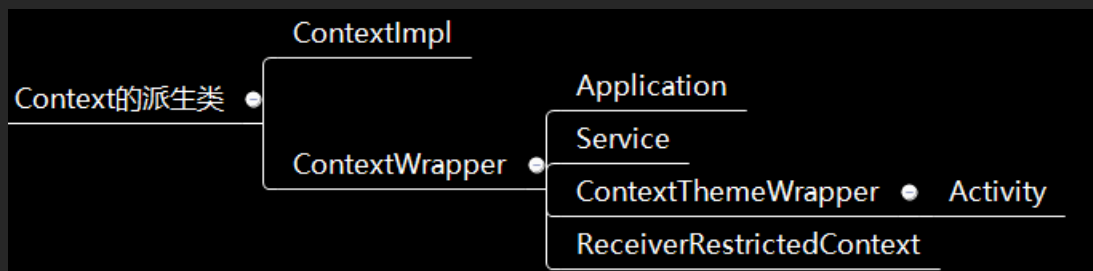 Context的派生类
ContextImpl
ContextWrapper
Application
Service
ContextThemeWrapper
Activity
ReceiverRestrictedContext